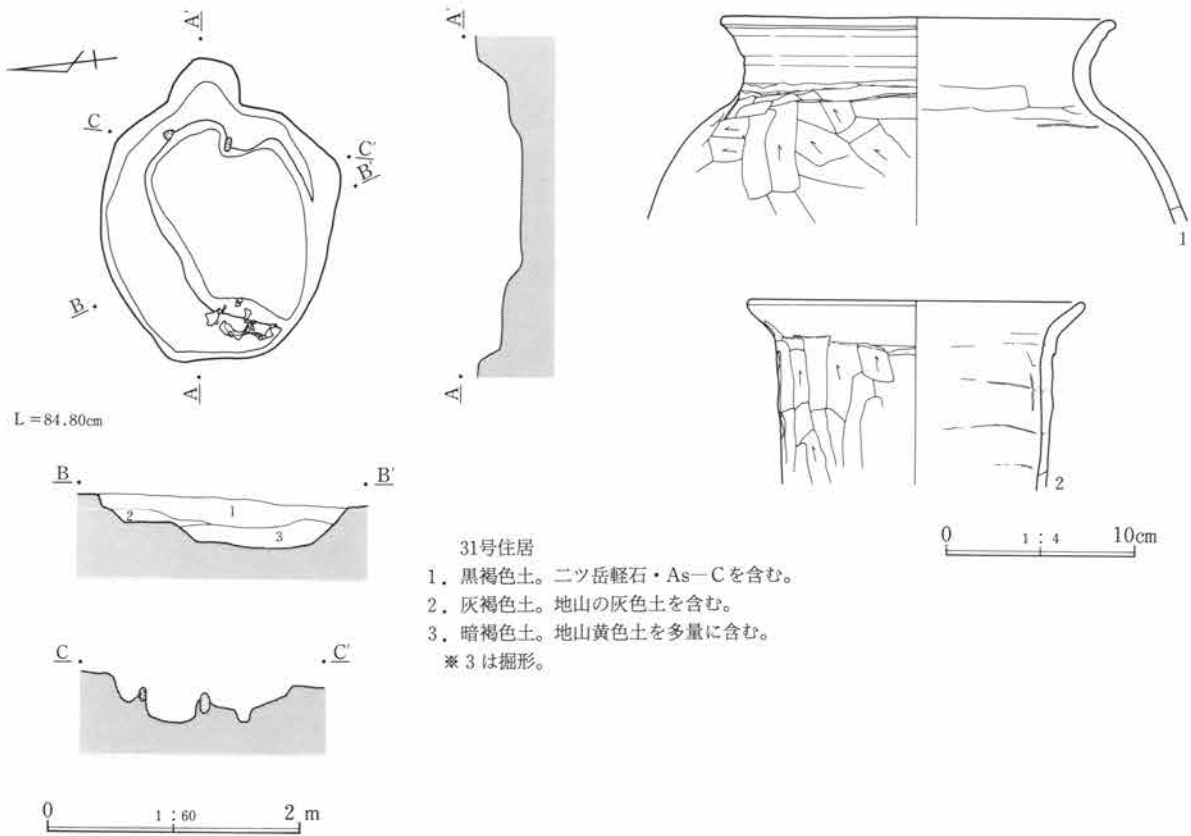 A'
C
C'
B'
B
A
A'
A
L＝84.80cm
B
B'
1
2
3
C
C'
0 1：60 2 m
31号住居
1．黒褐色土。二ツ岳軽石・As－Cを含む。
2．灰褐色土。地山の灰色土を含む。
3．暗褐色土。地山黄色土を多量に含む。
※3は掘形。
1
2
0 1：4 10cm